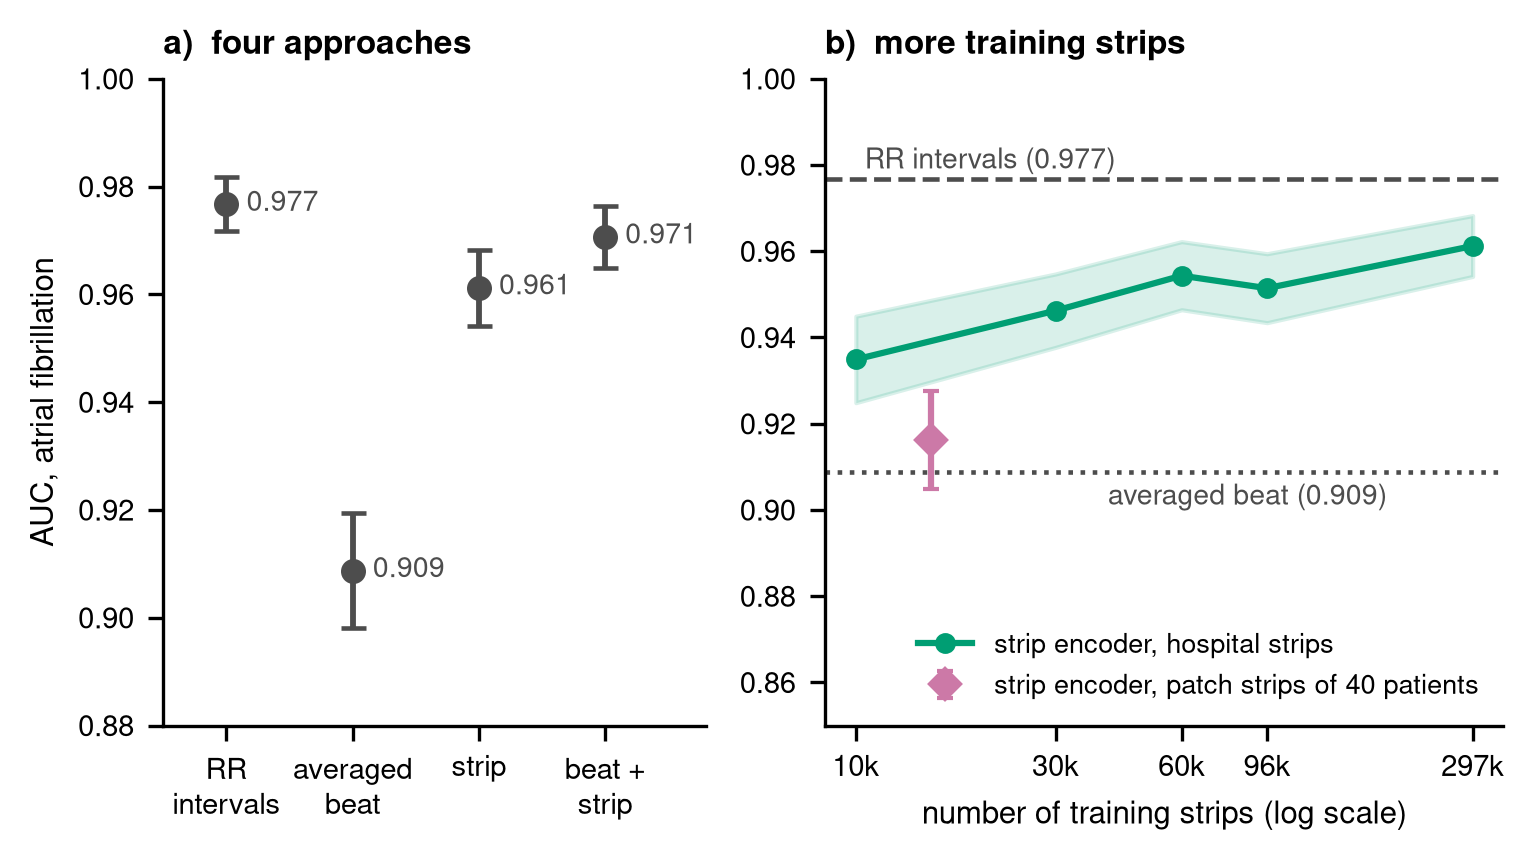 a) four approaches
AUC, atrial fibrillation
1.00
0.98
0.96
0.94
0.92
0.90
0.88
0.977
0.909
0.961
0.971
RR
intervals
averaged
beat
strip
beat +
strip
b) more training strips
1.00
0.98
0.96
0.94
0.92
0.90
0.88
0.86
RR intervals (0.977)
averaged beat (0.909)
strip encoder, hospital strips
strip encoder, patch strips of 40 patients
10k
30k
60k
96k
297k
number of training strips (log scale)